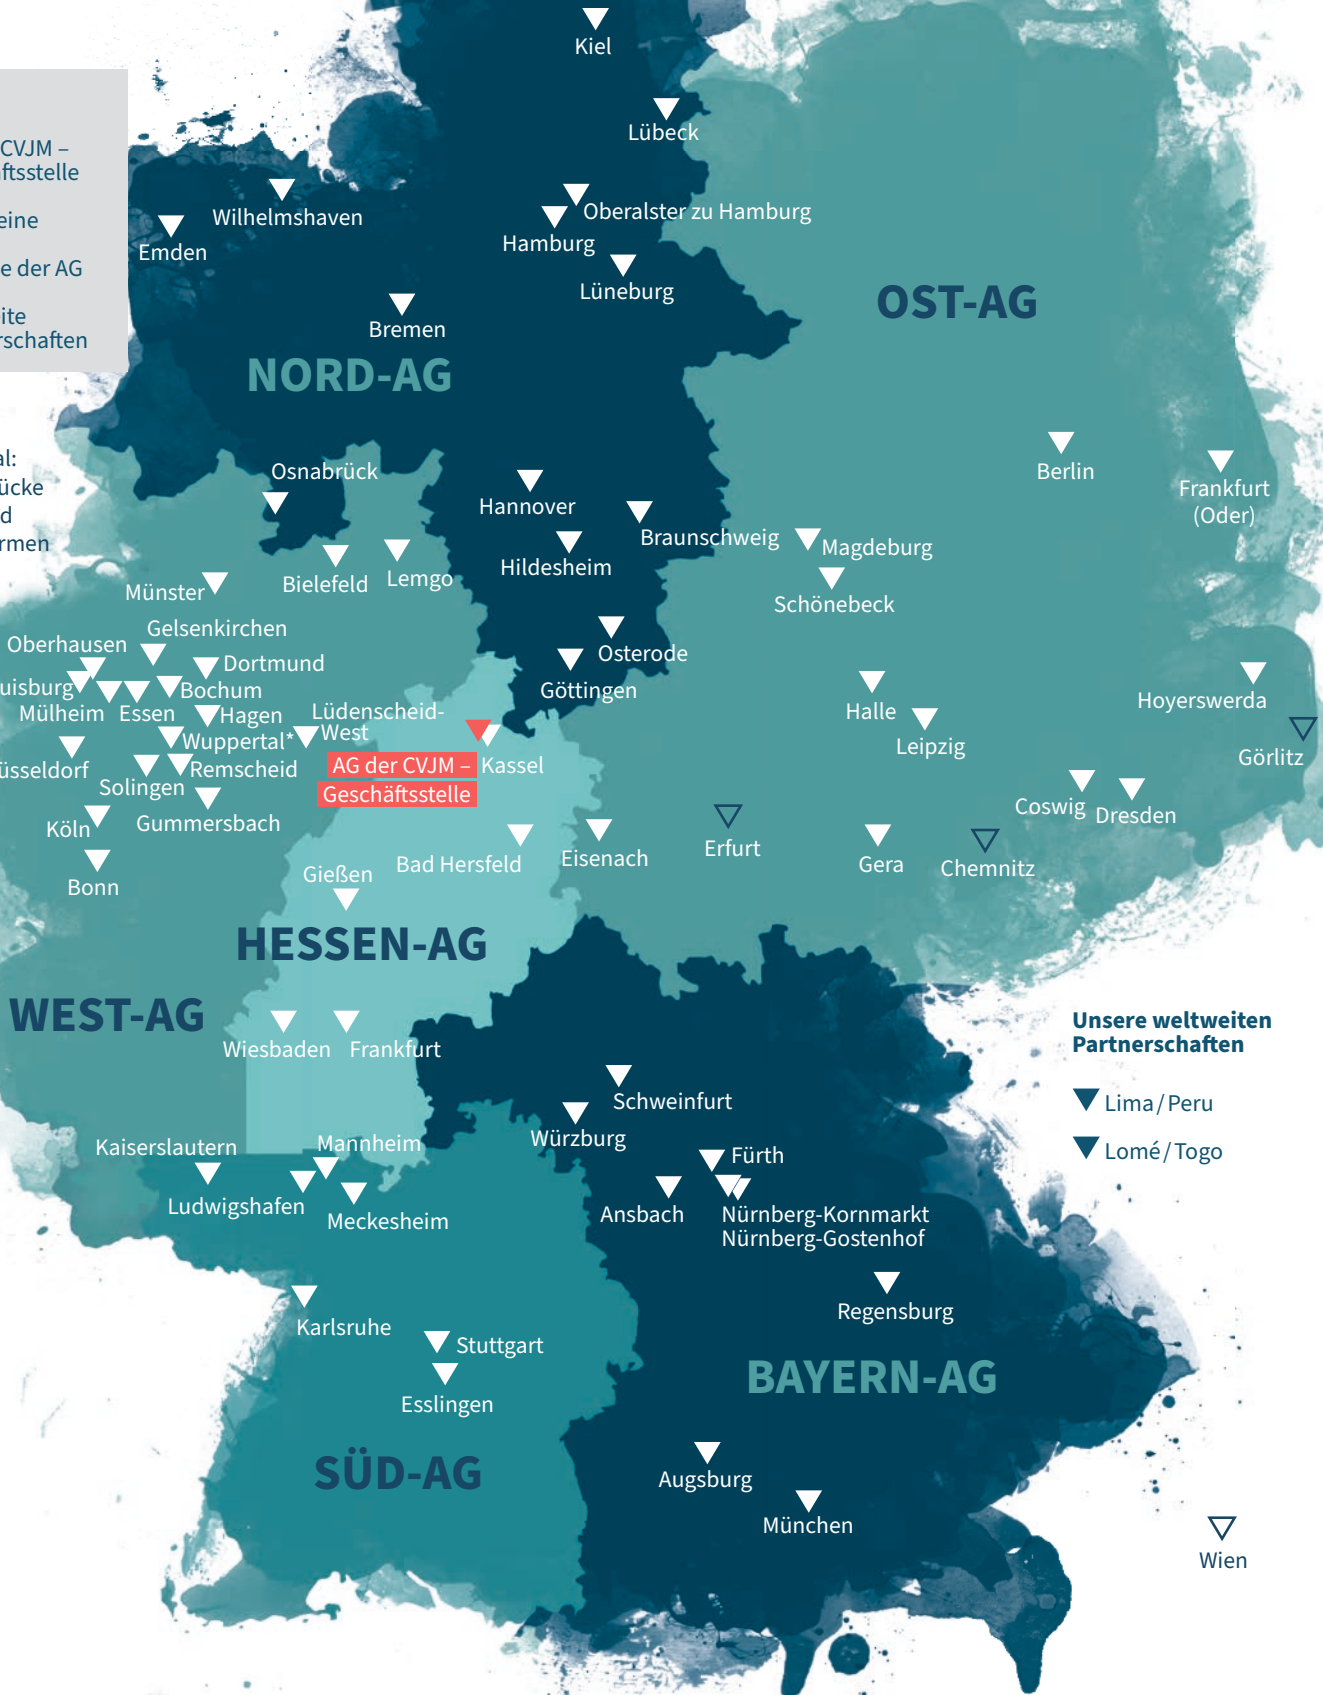 Kiel
CVJM –
ftsstelle
eine
e der AG
ite
rschaften
Lübeck
Wilhelmshaven
Emden
Oberalster zu Hamburg
Hamburg
Lüneburg
Bremen
OST-AG
NORD-AG
al:
ücke
d
rmen
Osnabrück
Hannover
Braunschweig
Hildesheim
Berlin
Frankfurt
(Oder)
Magdeburg
Schönebeck
Bielefeld
Lemgo
Münster
Gelsenkirchen
Oberhausen
Dortmund
uisburg
Bochum
Mülheim
Essen
Hagen
Lüdenscheid-
West
Wuppertal*
üsseldorf
Remscheid
Solingen
Gummersbach
Köln
Bonn
Osterode
Göttingen
AG der CVJM –
Geschäftsstelle
Kassel
Halle
Leipzig
Hoyerswerda
Görlitz
Coswig
Dresden
Bad Hersfeld
Eisenach
Erfurt
Gera
Chemnitz
Gießen
HESSEN-AG
WEST-AG
Wiesbaden
Frankfurt
Unsere weltweiten
Partnerschaften
Lima / Peru
Lomé / Togo
Schweinfurt
Würzburg
Kaiserslautern
Mannheim
Ludwigshafen
Meckesheim
Fürth
Ansbach
Nürnberg-Kornmarkt
Nürnberg-Gostenhof
Regensburg
Karlsruhe
Stuttgart
Esslingen
BAYERN-AG
SÜD-AG
Augsburg
München
Wien